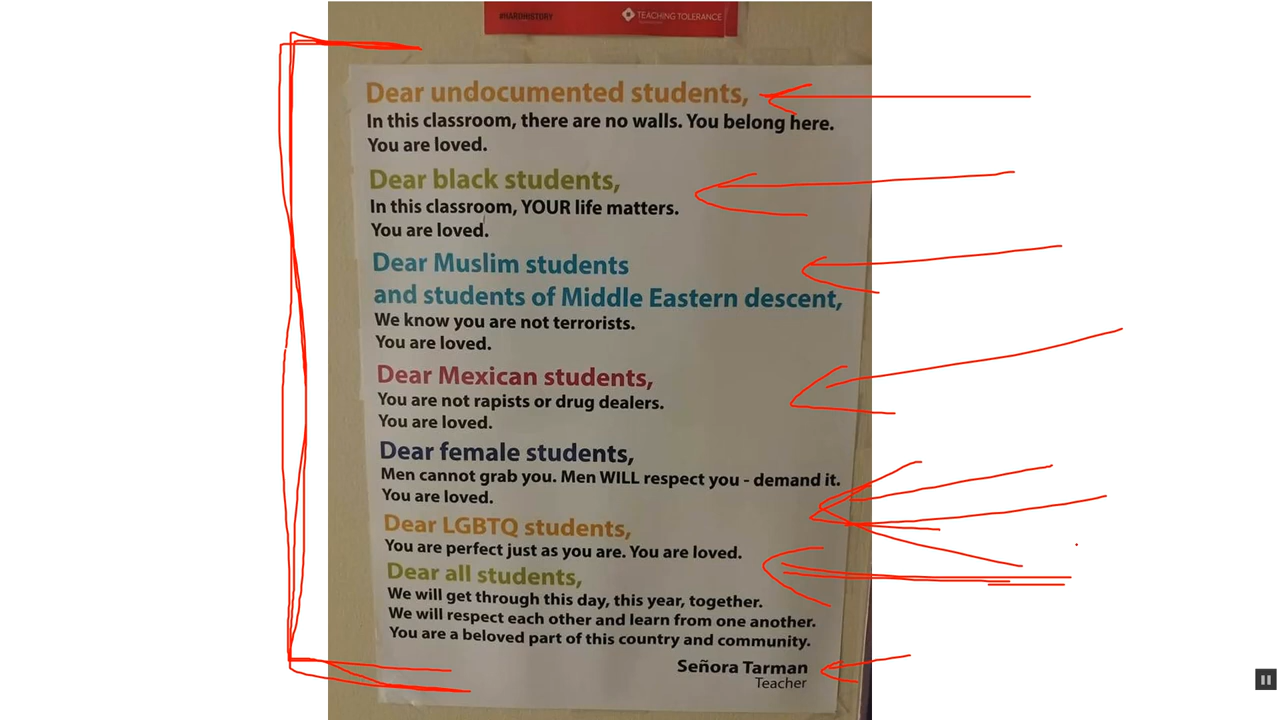 #HARDHISTORY
TEACHING TOLERANCE
Dear undocumented students,
In this classroom, there are no walls. You belong here.
You are loved.
Dear black students,
In this classroom, YOUR life matters.
You are loved.
Dear Muslim students
and students of Middle Eastern descent,
We know you are not terrorists.
You are loved.
Dear Mexican students,
You are not rapists or drug dealers.
You are loved.
Dear female students,
Men cannot grab you. Men WILL respect you - demand it.
You are loved.
Dear LGBTQ students,
You are perfect just as you are. You are loved.
Dear all students,
We will get through this day, this year, together.
We will respect each other and learn from one another.
You are a beloved part of this country and community.
Señora Tarman
Teacher